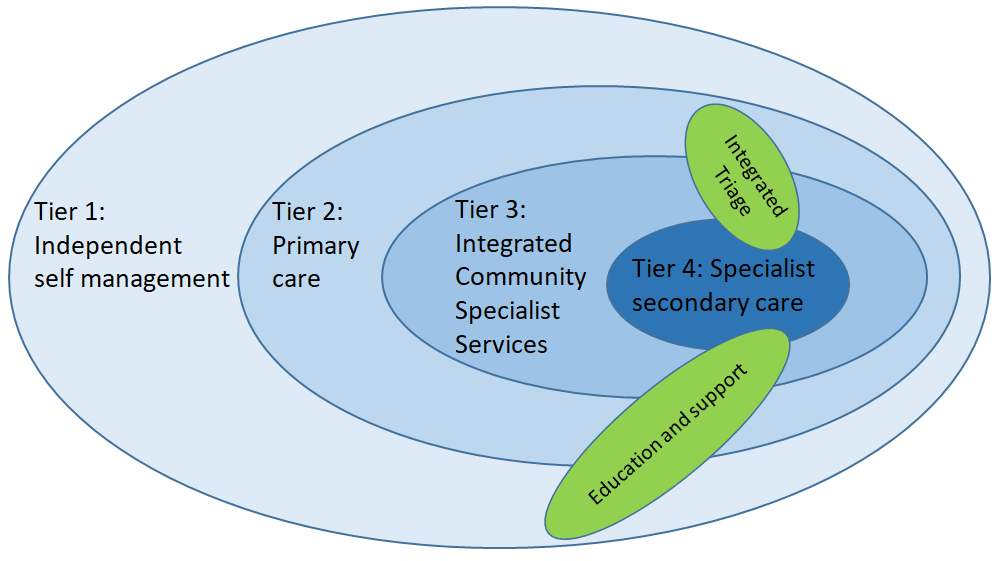 Tier 1:
Independent
self management
Tier 2:
Primary
care
Tier 3:
Integrated
Community
Specialist
Services
Tier 4: Specialist
secondary care
Integrated
Triage
Education and support